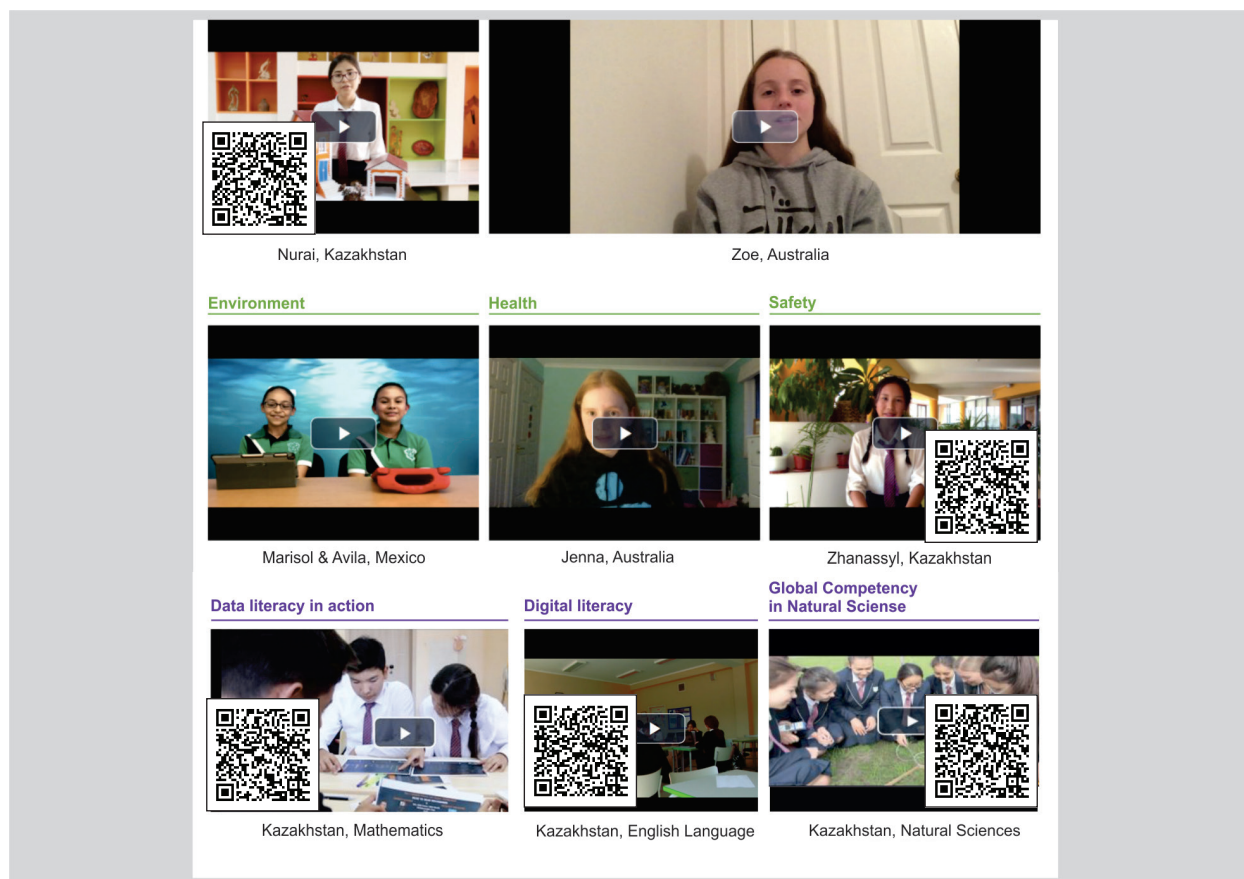 Nurai, Kazakhstan
Zoe, Australia
Environment
Health
Safety
Marisol & Avila, Mexico
Jenna, Australia
Zhanassyl, Kazakhstan
Data literacy in action
Digital literacy
Global Competency
in Natural Sciense
Kazakhstan, Mathematics
Kazakhstan, English Language
Kazakhstan, Natural Sciences